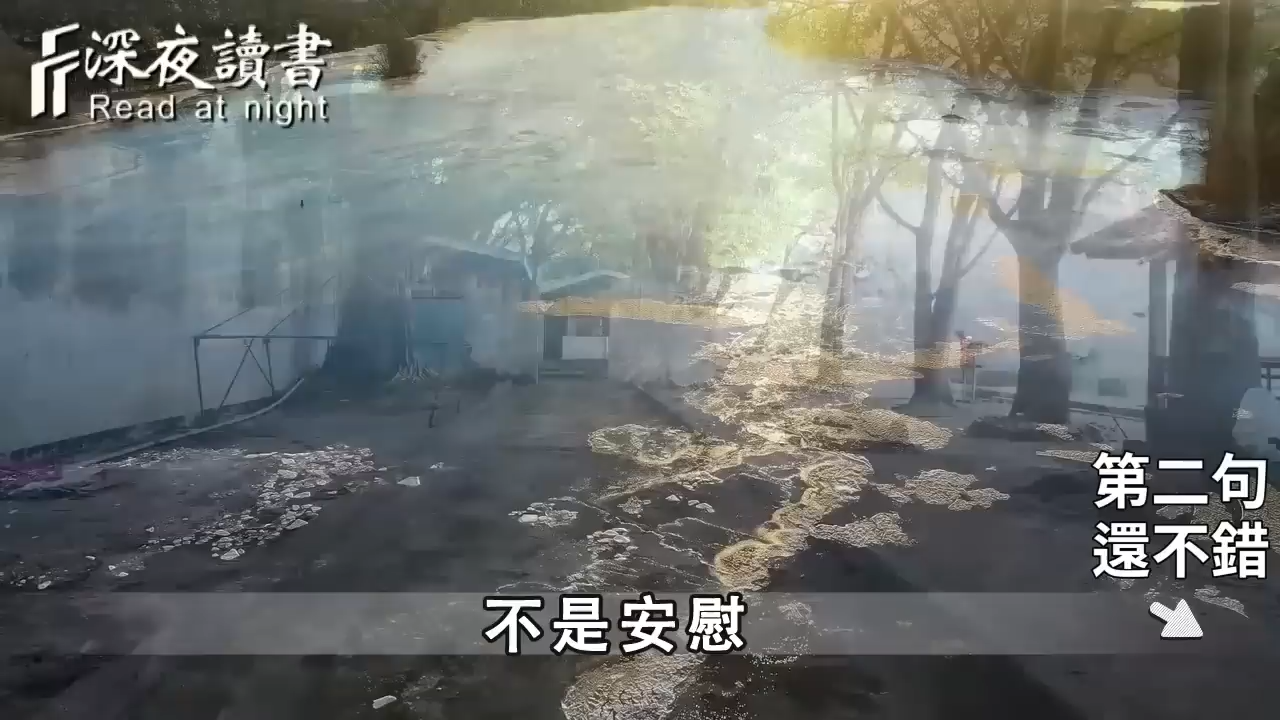 深夜讀書
Read at night
第二句
還不錯
不是安慰